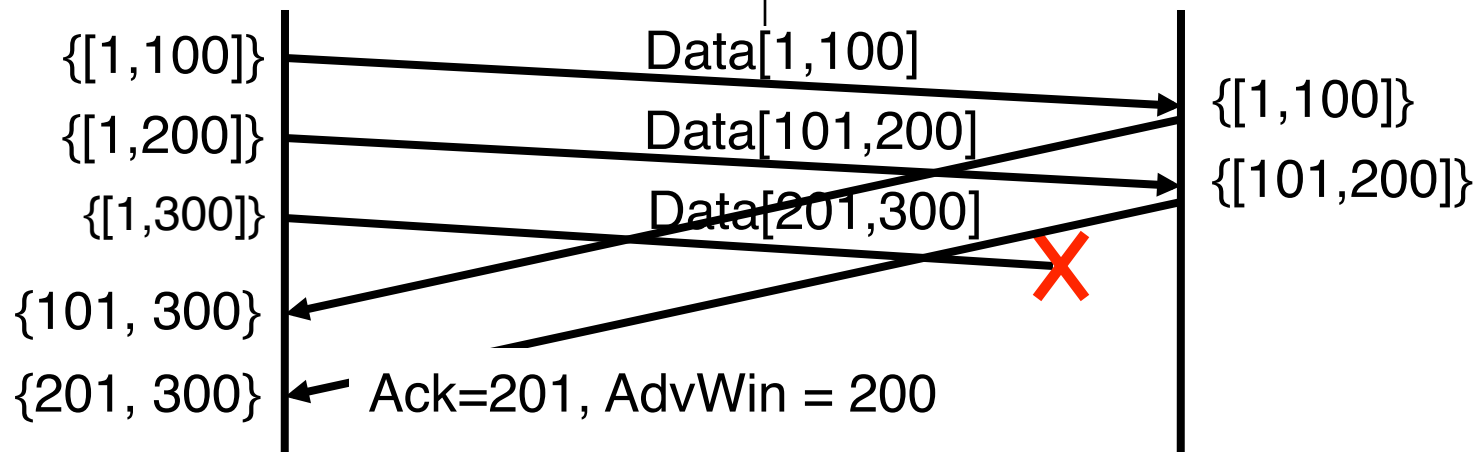 {[1,100]}
Data[1,100]
{[1,100]}
{[1,200]}
Data[101,200]
{[101,200]}
{[1,300]}
Data[201,300]
{101, 300}
{201, 300}
Ack=201, AdvWin = 200